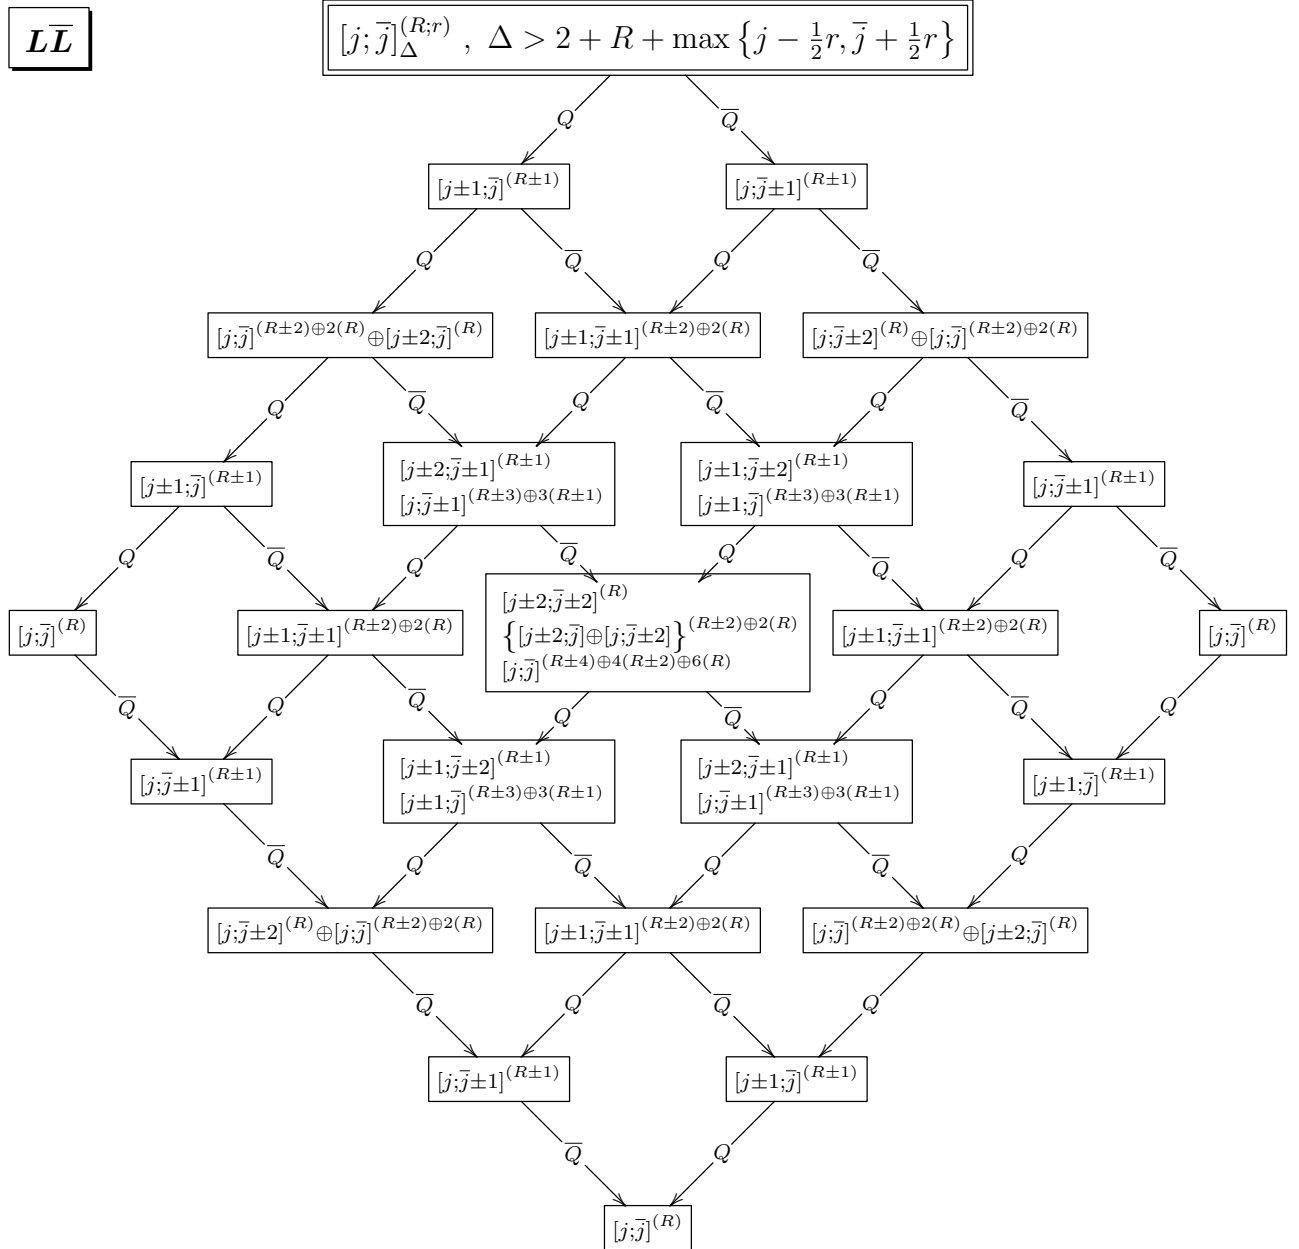 LL̅
[j; j̅]_Δ^(R;r) , Δ > 2 + R + max { j − ½r, j̅ + ½r }
Q Q̅
[j±1;j̅]^(R±1) [j;j̅±1]^(R±1)
Q Q̅ Q Q̅
[j;j̅]^(R±2)⊕2(R)⊕[j±2;j̅]^(R) [j±1;j̅±1]^(R±2)⊕2(R) [j;j̅±2]^(R)⊕[j;j̅]^(R±2)⊕2(R)
Q Q̅ Q Q̅ Q Q̅
[j±1;j̅]^(R±1) [j±2;j̅±1]^(R±1) [j±1;j̅±2]^(R±1) [j;j̅±1]^(R±1)
[j;j̅±1]^(R±3)⊕3(R±1) [j±1;j̅]^(R±3)⊕3(R±1)
Q Q̅ Q Q̅ Q Q̅ Q Q̅
[j±2;j̅±2]^(R)
[j;j̅]^(R) [j±1;j̅±1]^(R±2)⊕2(R) {[j±2;j̅]⊕[j;j̅±2]}^(R±2)⊕2(R) [j±1;j̅±1]^(R±2)⊕2(R) [j;j̅]^(R)
[j;j̅]^(R±4)⊕4(R±2)⊕6(R)
Q̅ Q Q̅ Q Q̅ Q Q̅ Q
[j;j̅±1]^(R±1) [j±1;j̅±2]^(R±1) [j±2;j̅±1]^(R±1) [j±1;j̅]^(R±1)
[j±1;j̅]^(R±3)⊕3(R±1) [j;j̅±1]^(R±3)⊕3(R±1)
Q̅ Q Q̅ Q Q̅ Q
[j;j̅±2]^(R)⊕[j;j̅]^(R±2)⊕2(R) [j±1;j̅±1]^(R±2)⊕2(R) [j;j̅]^(R±2)⊕2(R)⊕[j±2;j̅]^(R)
Q̅ Q Q̅ Q
[j;j̅±1]^(R±1) [j±1;j̅]^(R±1)
Q̅ Q
[j;j̅]^(R)